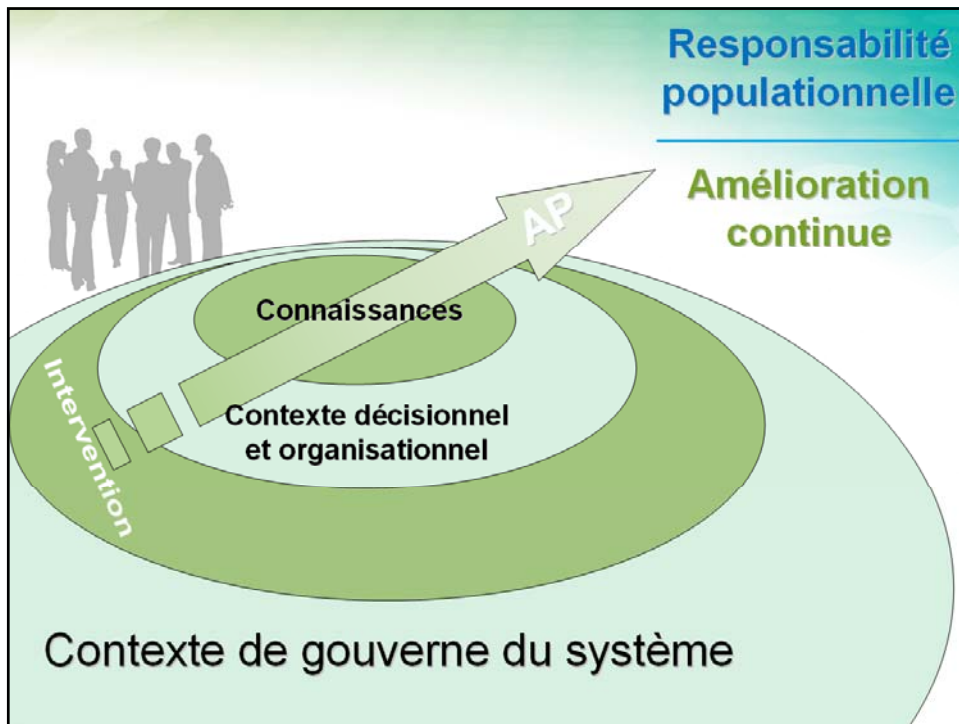 Responsabilité
populationnelle
Amélioration
continue
AP
Connaissances
Contexte décisionnel
et organisationnel
Intervention
Contexte de gouverne du système